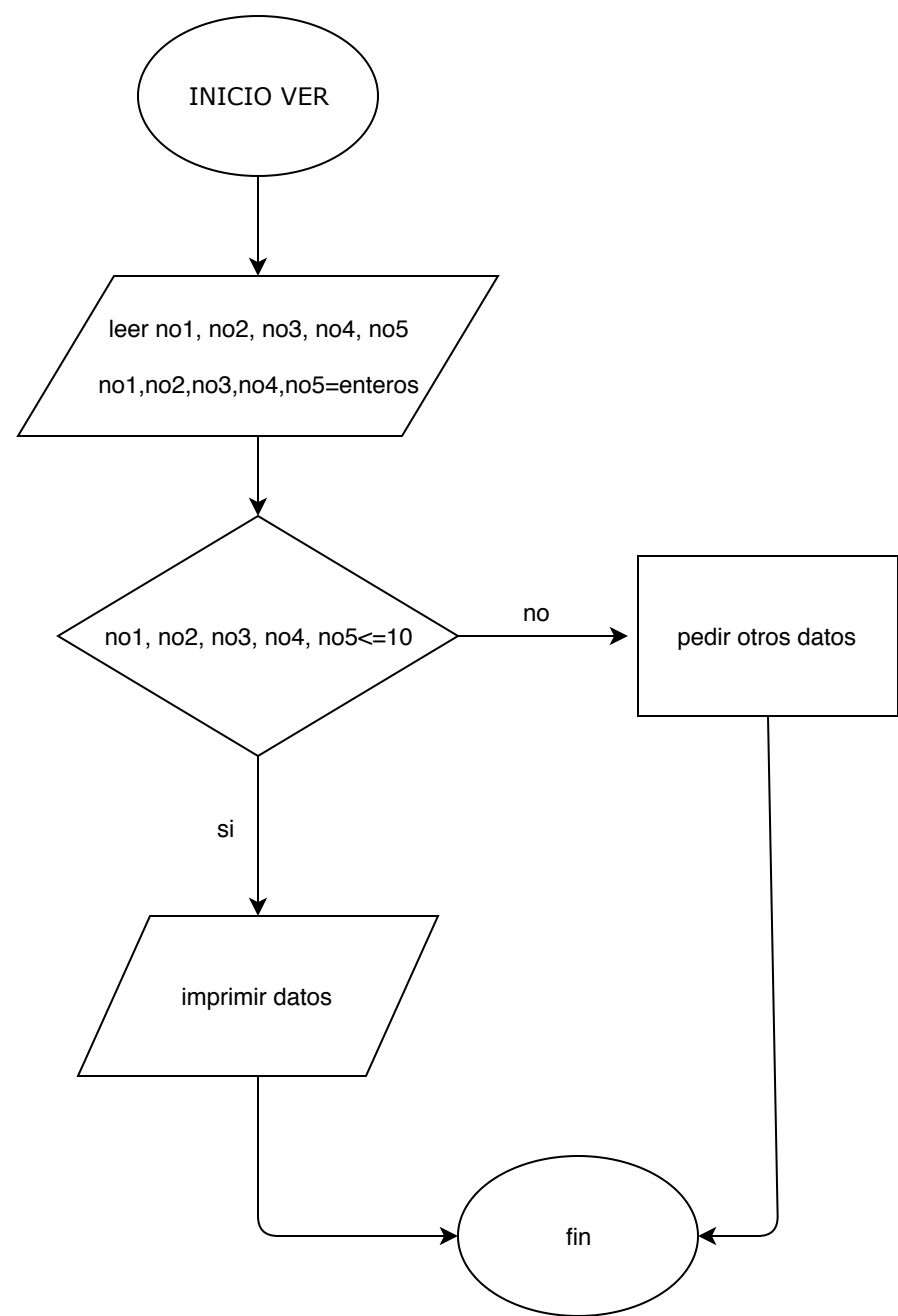 INICIO VER
leer no1, no2, no3, no4, no5
no1,no2,no3,no4,no5=enteros
no1, no2, no3, no4, no5<=10
no
pedir otros datos
si
imprimir datos
fin